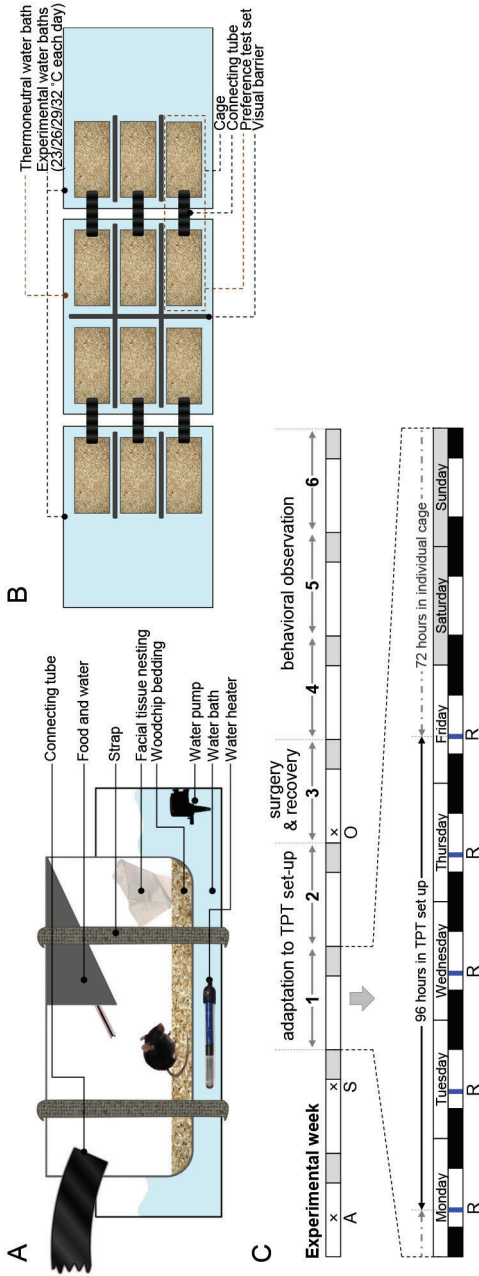 A
Connecting tube
Food and water
Strap
Facial tissue nesting
Woodchip bedding
Water pump
Water bath
Water heater
B
Thermoneutral water bath
Experimental water baths
(23/26/29/32 °C each day)
Cage
Connecting tube
Preference test set
Visual barrier
C
adaptation to TPT set-up
surgery
& recovery
behavioral observation
Experimental week
1 2 3 4 5 6
× × ×
A S O
Monday Tuesday Wednesday Thursday Friday Saturday Sunday
96 hours in TPT set up
72 hours in individual cage
R R R R R